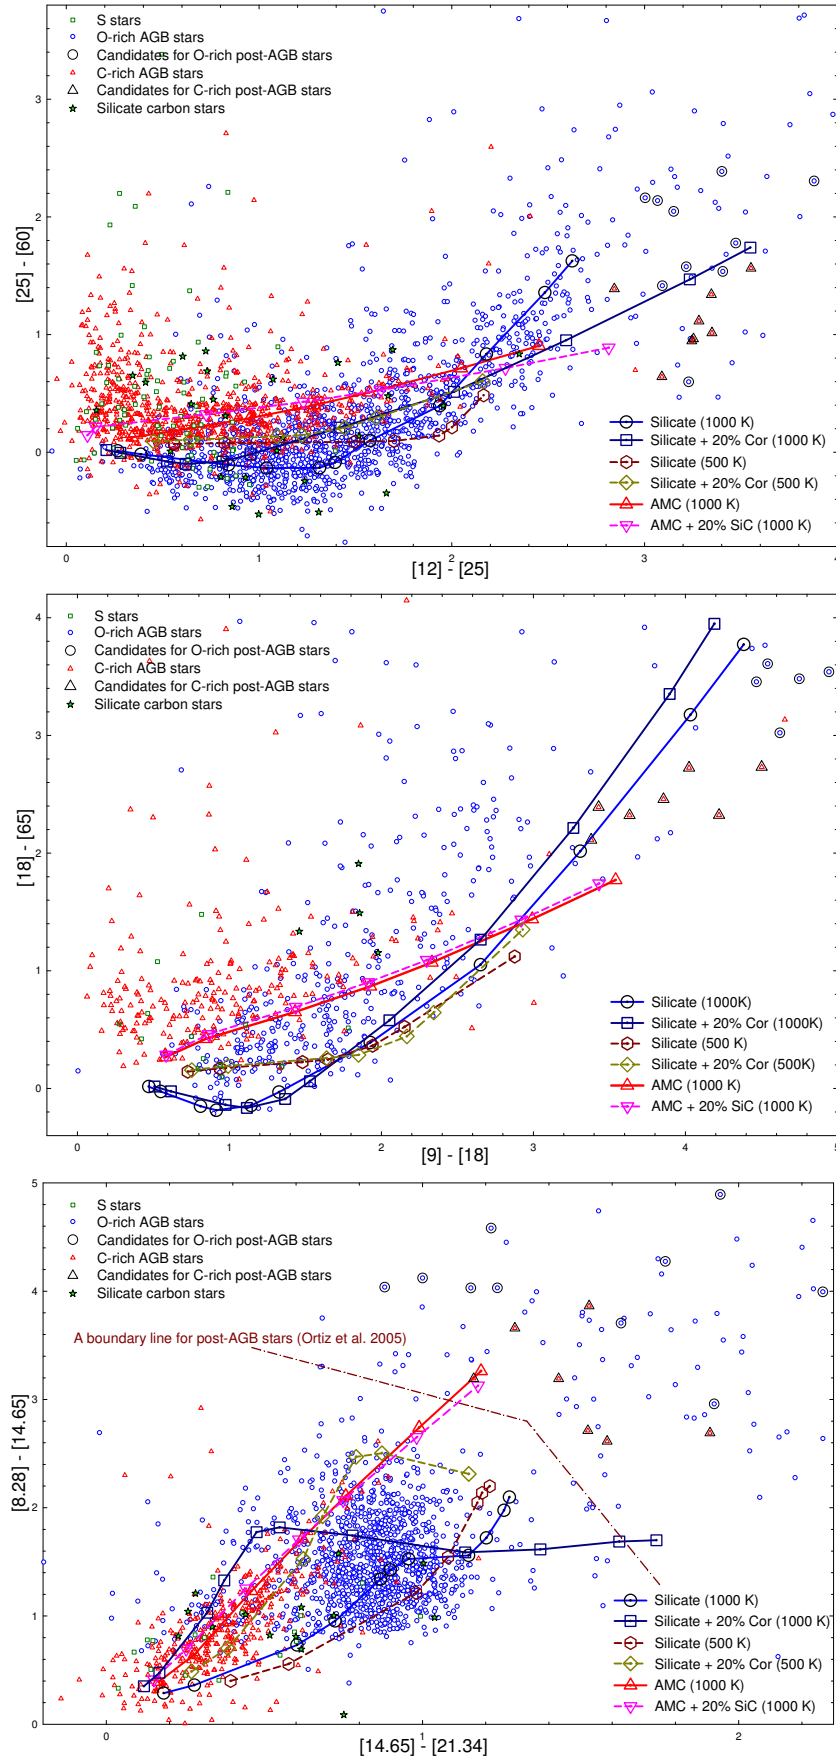 S stars
O-rich AGB stars
Candidates for O-rich post-AGB stars
C-rich AGB stars
Candidates for C-rich post-AGB stars
Silicate carbon stars
3
2
1
0
[25] - [60]
Silicate (1000 K)
Silicate + 20% Cor (1000 K)
Silicate (500 K)
Silicate + 20% Cor (500 K)
AMC (1000 K)
AMC + 20% SiC (1000 K)
0 1 2 3 4
[12] - [25]
S stars
O-rich AGB stars
Candidates for O-rich post-AGB stars
C-rich AGB stars
Candidates for C-rich post-AGB stars
Silicate carbon stars
4
3
2
1
0
[18] - [65]
Silicate (1000K)
Silicate + 20% Cor (1000K)
Silicate (500 K)
Silicate + 20% Cor (500K)
AMC (1000 K)
AMC + 20% SiC (1000 K)
0 1 2 3 4 5
[9] - [18]
S stars
O-rich AGB stars
Candidates for O-rich post-AGB stars
C-rich AGB stars
Candidates for C-rich post-AGB stars
Silicate carbon stars
A boundary line for post-AGB stars (Ortiz et al. 2005)
5
4
3
2
1
0
[8.28] - [14.65]
Silicate (1000 K)
Silicate + 20% Cor (1000 K)
Silicate (500 K)
Silicate + 20% Cor (500 K)
AMC (1000 K)
AMC + 20% SiC (1000 K)
0 1 2
[14.65] - [21.34]